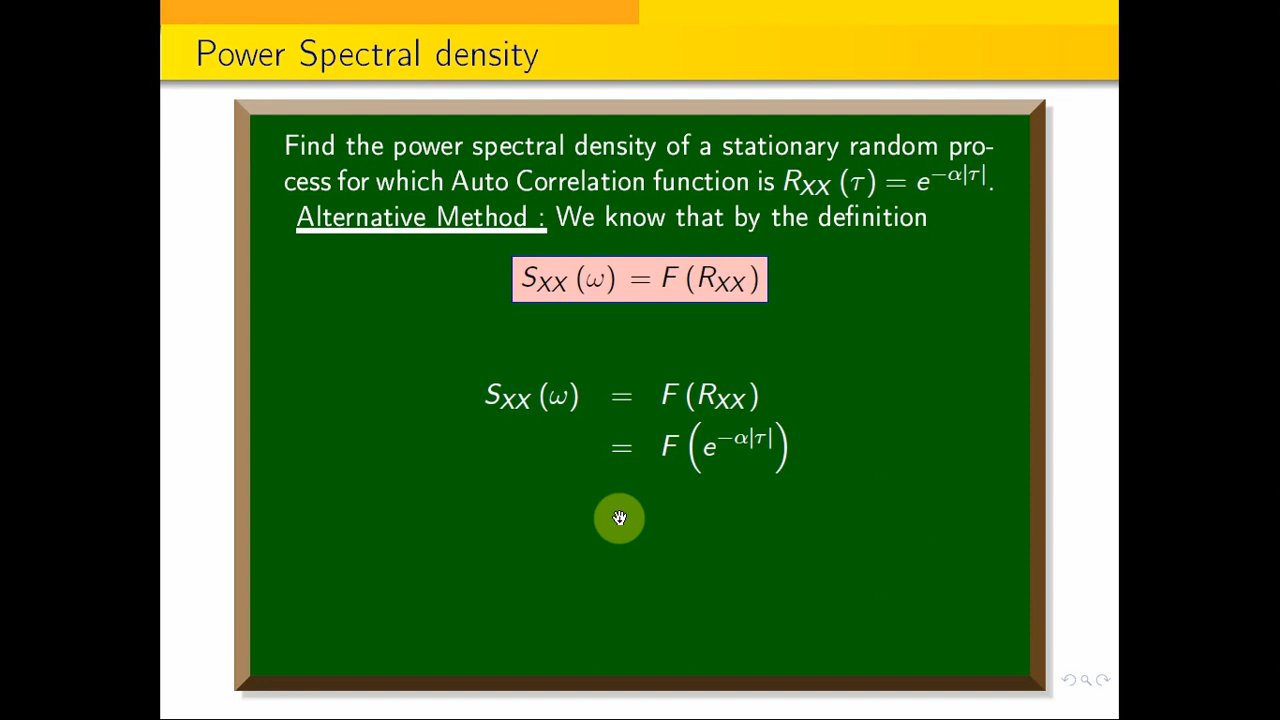 Power Spectral density
Find the power spectral density of a stationary random pro-
cess for which Auto Correlation function is R_XX (τ) = e^{−α|τ|}.
Alternative Method : We know that by the definition
S_XX (ω) = F (R_XX)
S_XX (ω) = F (R_XX)
= F (e^{−α|τ|})